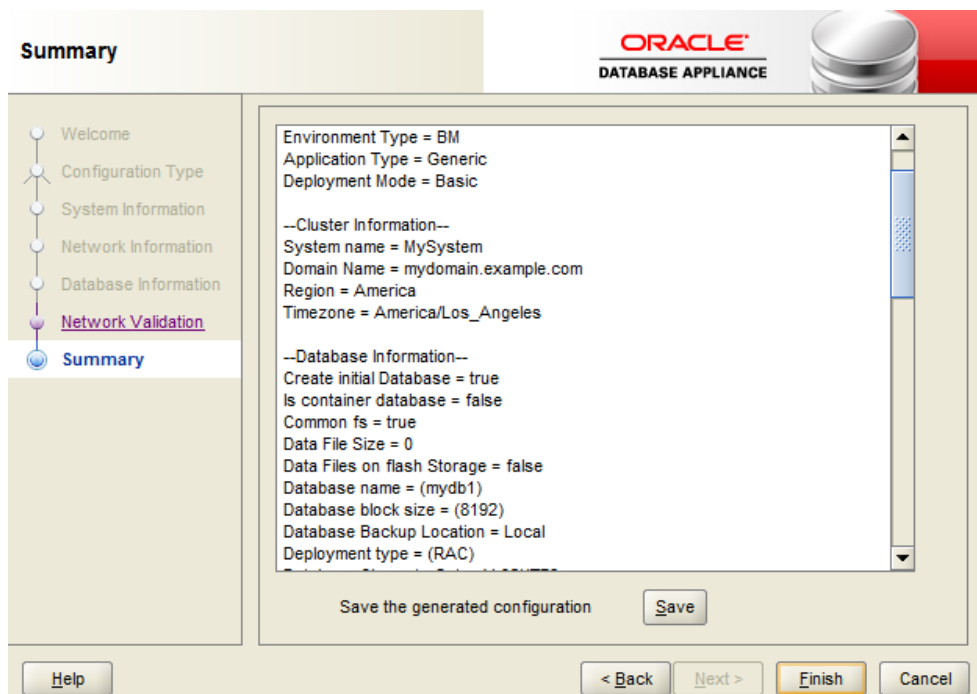 Summary
ORACLE
DATABASE APPLIANCE
Welcome
Configuration Type
System Information
Network Information
Database Information
Network Validation
Summary
Environment Type = BM
Application Type = Generic
Deployment Mode = Basic
--Cluster Information--
System name = MySystem
Domain Name = mydomain.example.com
Region = America
Timezone = America/Los_Angeles
--Database Information--
Create initial Database = true
Is container database = false
Common fs = true
Data File Size = 0
Data Files on flash Storage = false
Database name = (mydb1)
Database block size = (8192)
Database Backup Location = Local
Deployment type = (RAC)
Save the generated configuration
Save
Help
< Back
Next >
Finish
Cancel